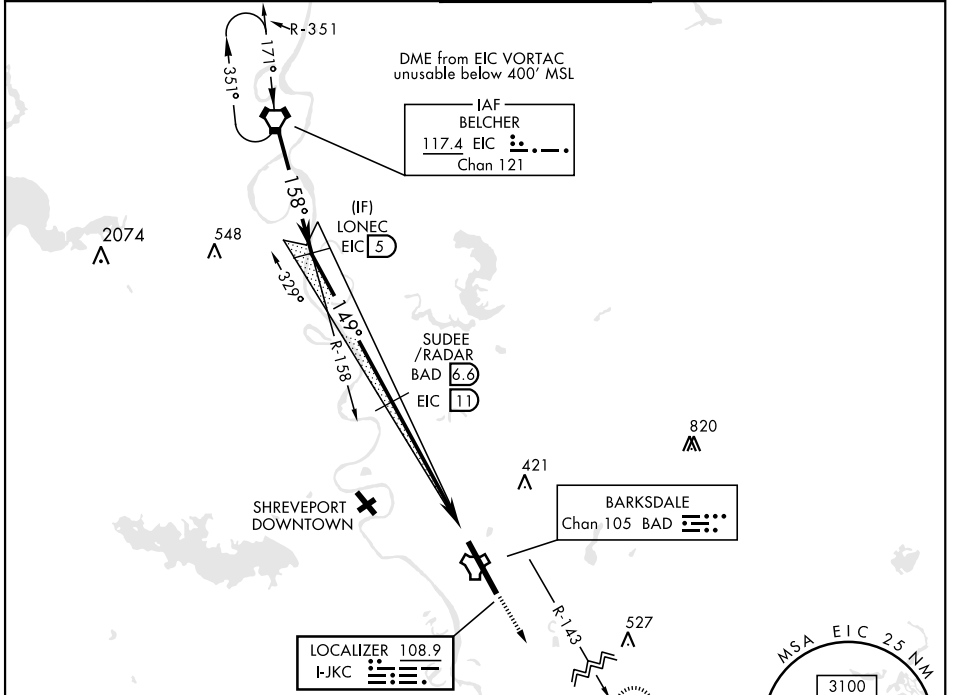 R-351
171°
351°
DME from EIC VORTAC
unusable below 400' MSL
IAF
BELCHER
117.4 EIC
Chan 121
158°
(IF)
LONEC
EIC 5
2074
548
329°
149°
R-158
SUDEE
/RADAR
BAD 6.6
EIC 11
820
421
SHREVEPORT
DOWNTOWN
BARKSDALE
Chan 105 BAD
R-143
527
LOCALIZER 108.9
I-JKC
MSA EIC 25 NM
3100